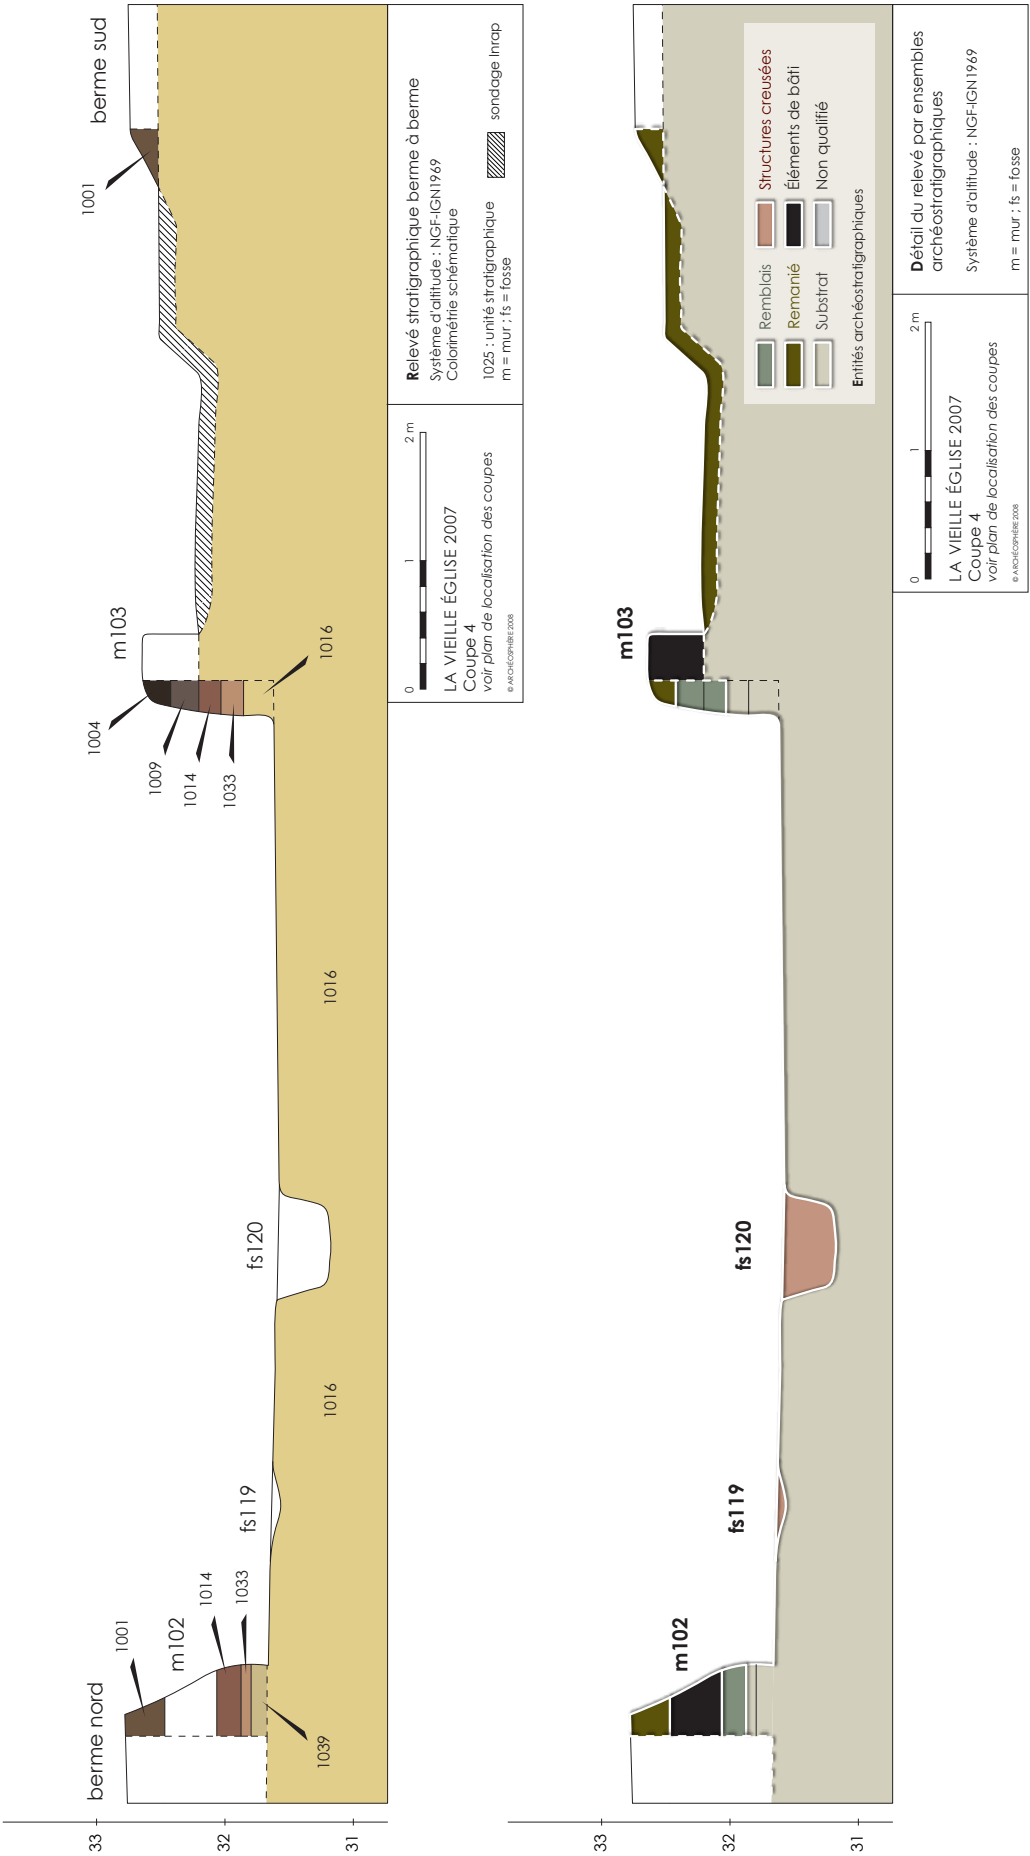 berme nord
berme sud
1001
m102
1014
1033
1039
fs119
1016
fs120
1016
1004
1009
1014
1033
m103
1016
1001
33
32
31
0 1 2 m
LA VIEILLE ÉGLISE 2007
Coupe 4
voir plan de localisation des coupes
© ARCHÉOSPHÈRE 2008
Relevé stratigraphique berme à berme
Système d'altitude : NGF-IGN1969
Colorimétrie schématique
1025 : unité stratigraphique
m = mur ; fs = fosse
sondage Inrap
m102
fs119
fs120
m103
33
32
31
Remblais
Structures creusées
Remanié
Éléments de bâti
Substrat
Non qualifié
Entités archéostratigraphiques
0 1 2 m
LA VIEILLE ÉGLISE 2007
Coupe 4
voir plan de localisation des coupes
© ARCHÉOSPHÈRE 2008
Détail du relevé par ensembles
archéostratigraphiques
Système d'altitude : NGF-IGN1969
m = mur ; fs = fosse